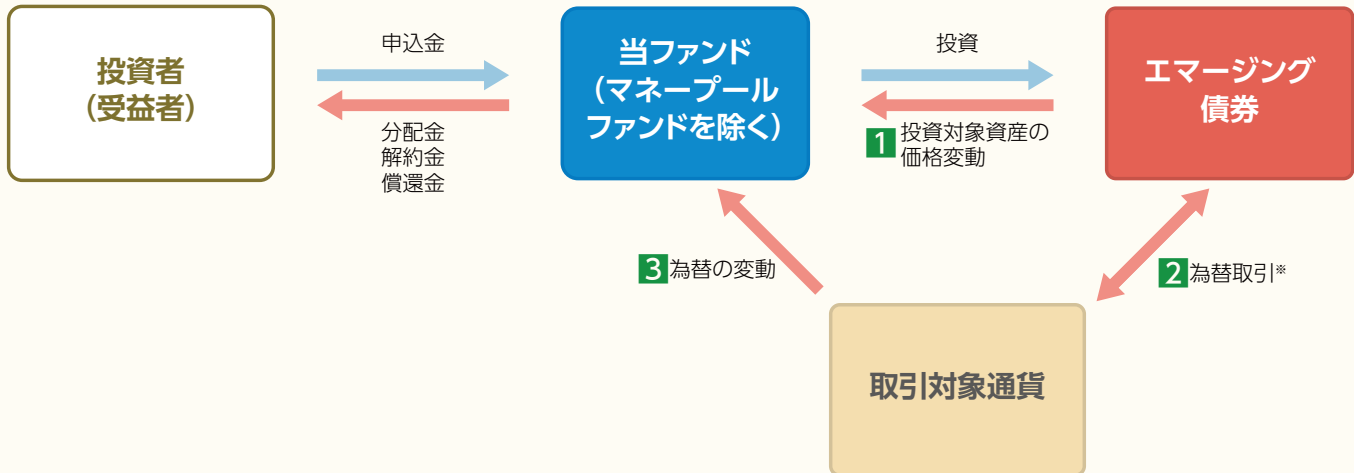 投資者
（受益者）
申込金
分配金
解約金
償還金
当ファンド
（マネープール
ファンドを除く）
投資
1 投資対象資産の
価格変動
エマージング
債券
3 為替の変動
2 為替取引※
取引対象通貨